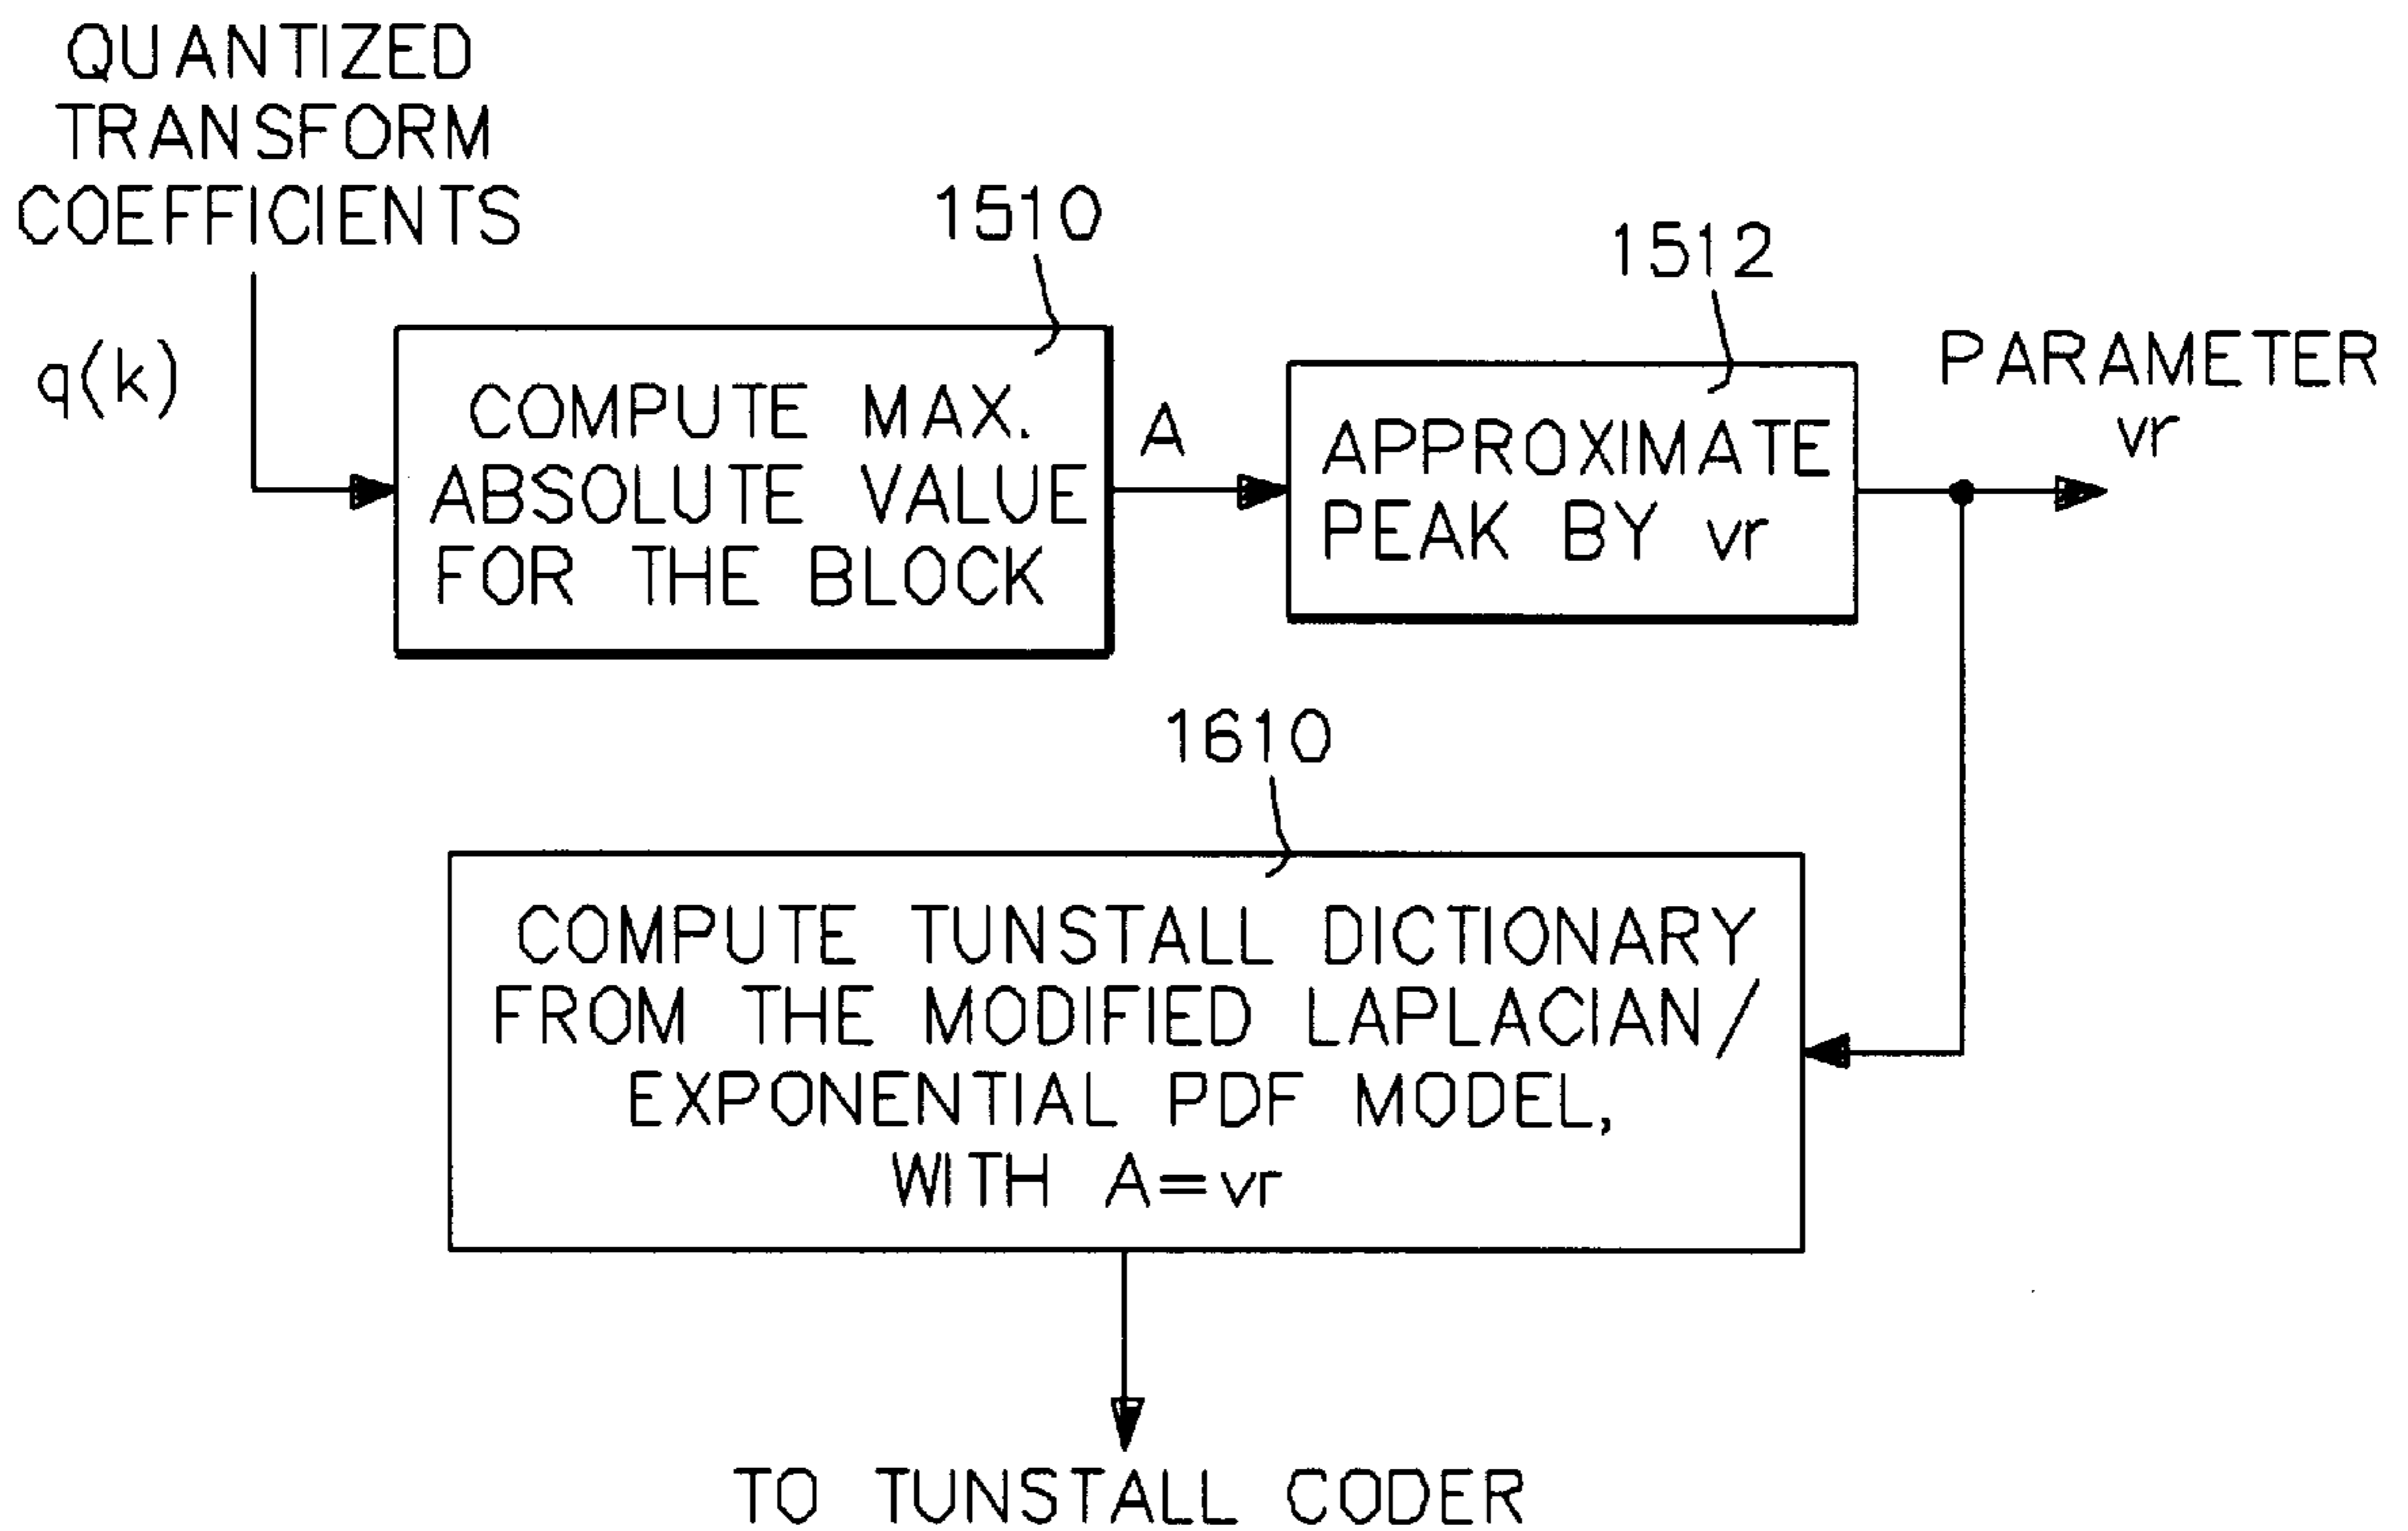 QUANTIZED
TRANSFORM
COEFFICIENTS
q(k)
1510
COMPUTE MAX.
ABSOLUTE VALUE
FOR THE BLOCK
A
1512
APPROXIMATE
PEAK BY vr
PARAMETER
vr
1610
COMPUTE TUNSTALL DICTIONARY
FROM THE MODIFIED LAPLACIAN/
EXPONENTIAL PDF MODEL,
WITH A=vr
TO TUNSTALL CODER